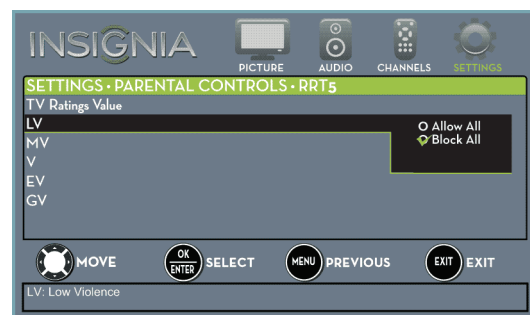 INSIGNIA
PICTURE AUDIO CHANNELS SETTINGS
SETTINGS • PARENTAL CONTROLS • RRT5
TV Ratings Value
LV
Allow All
Block All
MV
V
EV
GV
MOVE OK ENTER SELECT MENU PREVIOUS EXIT EXIT
LV: Low Violence